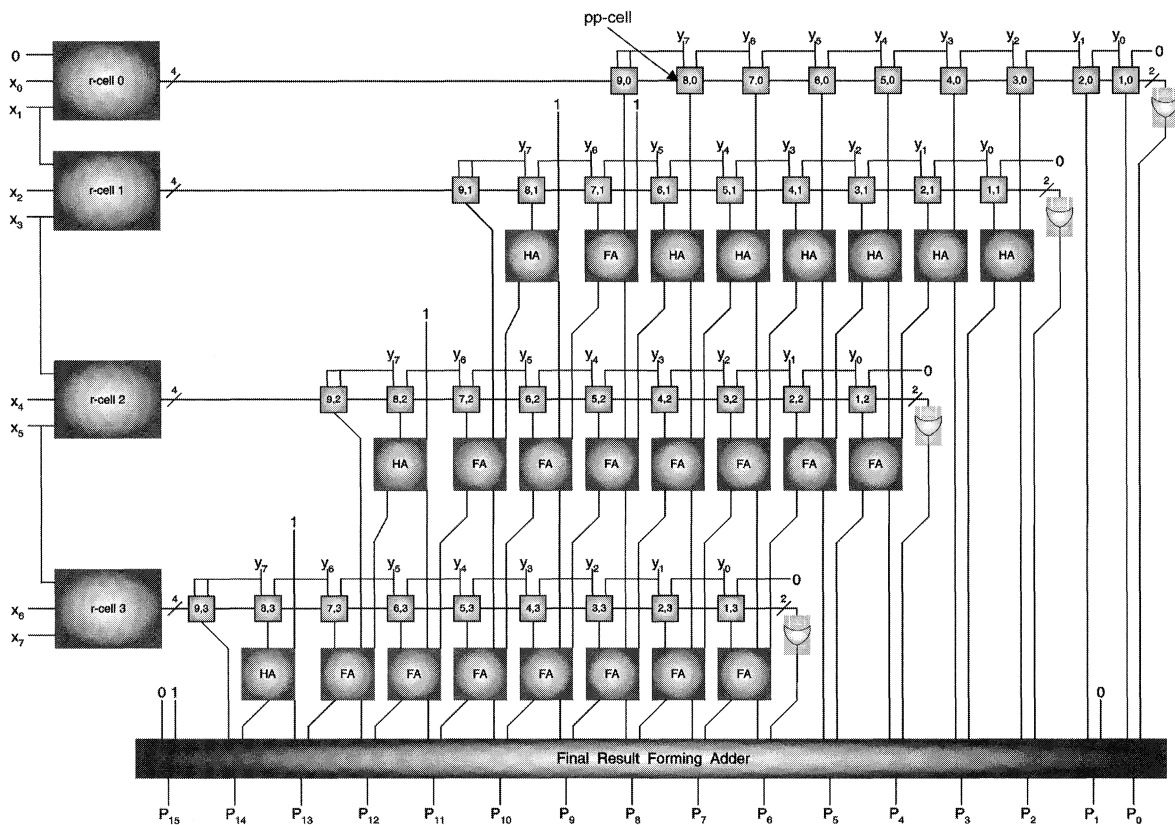 pp-cell
y7 y6 y5 y4 y3 y2 y1 y0 0
0
x0 r-cell 0 4 9,0 8,0 7,0 6,0 5,0 4,0 3,0 2,0 1,0 2
x1
1 1
y7 y6 y5 y4 y3 y2 y1 y0 0
x2 r-cell 1 4 9,1 8,1 7,1 6,1 5,1 4,1 3,1 2,1 1,1 2
x3
HA FA HA HA HA HA HA HA
1
y7 y6 y5 y4 y3 y2 y1 y0 0
x4 r-cell 2 4 9,2 8,2 7,2 6,2 5,2 4,2 3,2 2,2 1,2 2
x5
HA FA FA FA FA FA FA FA
1
y7 y6 y5 y4 y3 y2 y1 y0 0
x6 r-cell 3 4 9,3 8,3 7,3 6,3 5,3 4,3 3,3 2,3 1,3 2
x7
HA FA FA FA FA FA FA FA
0 1 0
Final Result Forming Adder
P15 P14 P13 P12 P11 P10 P9 P8 P7 P6 P5 P4 P3 P2 P1 P0